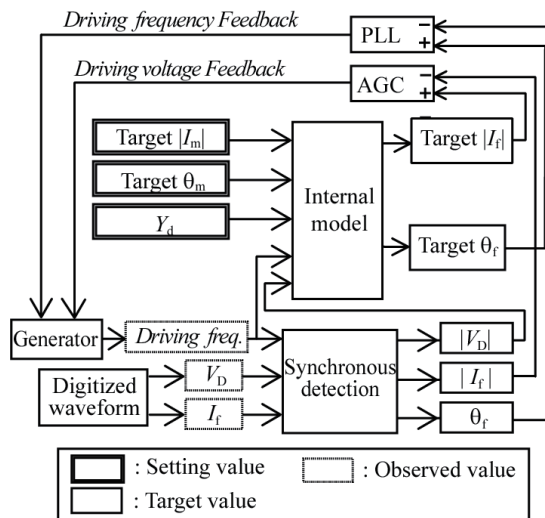 Driving frequency Feedback
PLL
−
+
Driving voltage Feedback
AGC
−
+
Target |Im|
Target θm
Yd
Internal
model
Target |If|
Target θf
Generator
Driving freq.
Digitized
waveform
VD
If
Synchronous
detection
|VD|
| If |
θf
: Setting value
: Observed value
: Target value